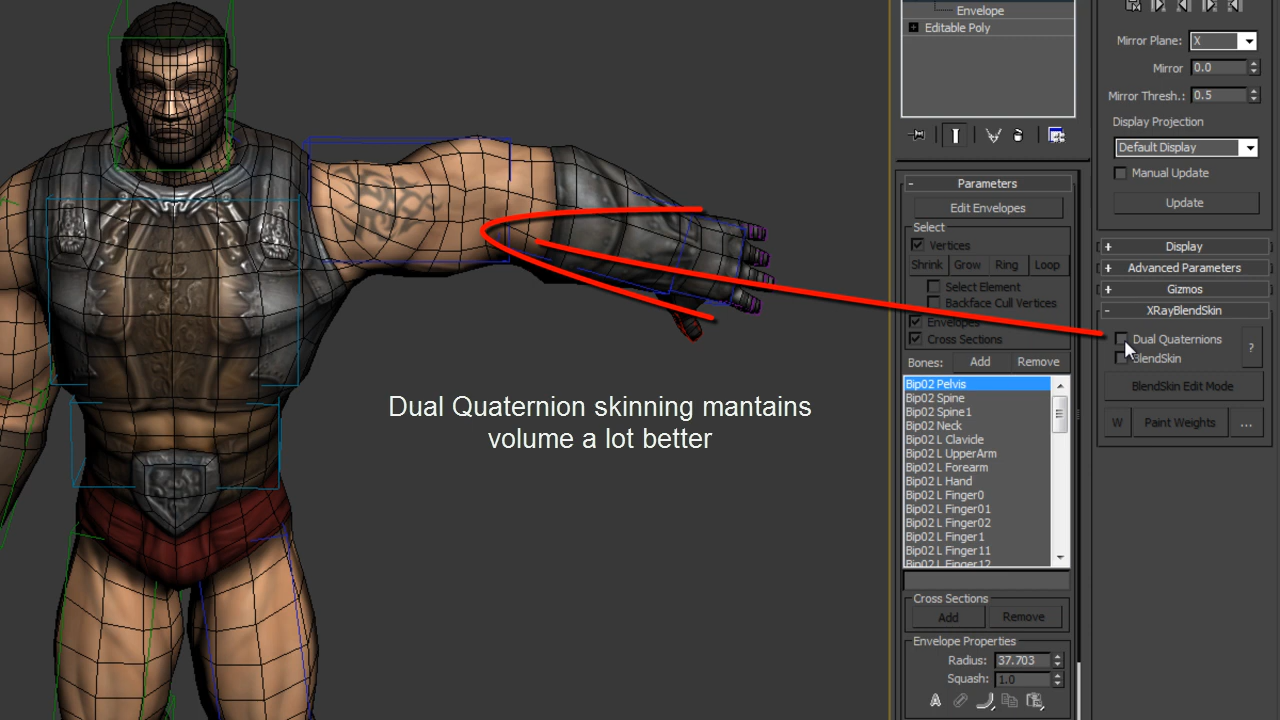 Envelope
Editable Poly
Mirror Plane: X
Mirror 0.0
Mirror Thresh.: 0.5
Display Projection
Default Display
Manual Update
Update
- Parameters
Edit Envelopes
Select
Vertices
Shrink Grow Ring Loop
Select Element
Backface Cull Vertices
Envelopes
Cross Sections
Bones: Add Remove
Bip02 Pelvis
Bip02 Spine
Bip02 Spine1
Bip02 Neck
Bip02 L Clavicle
Bip02 L UpperArm
Bip02 L Forearm
Bip02 L Hand
Bip02 L Finger0
Bip02 L Finger01
Bip02 L Finger02
Bip02 L Finger1
Bip02 L Finger11
Bip02 L Finger12
Cross Sections
Add Remove
Envelope Properties
Radius: 37.703
Squash: 1.0
A
+ Display
+ Advanced Parameters
+ Gizmos
- XRayBlendSkin
Dual Quaternions
?
BlendSkin
BlendSkin Edit Mode
W Paint Weights ...
Dual Quaternion skinning mantains
volume a lot better